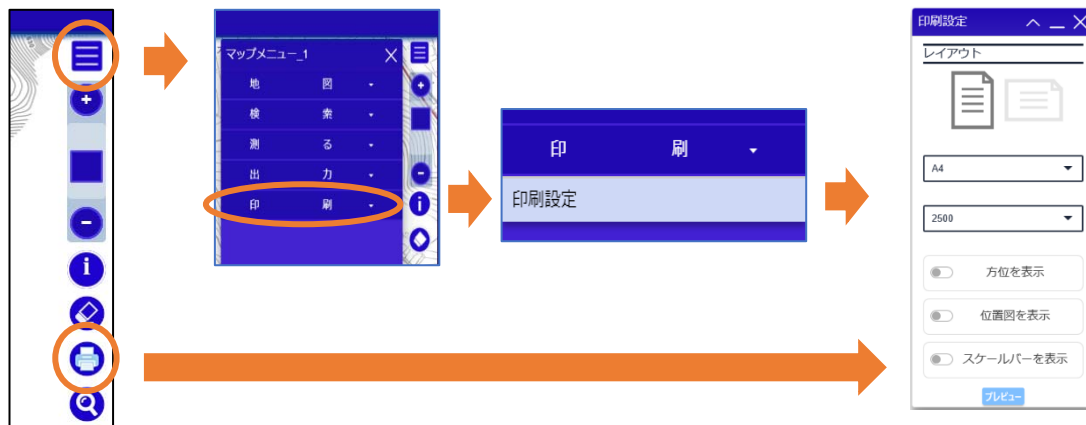 マップメニュー_1
地 図
検 索
測 る
出 力
印 刷
印 刷
印刷設定
印刷設定
レイアウト
A4
2500
方位を表示
位置図を表示
スケールバーを表示
プレビュー